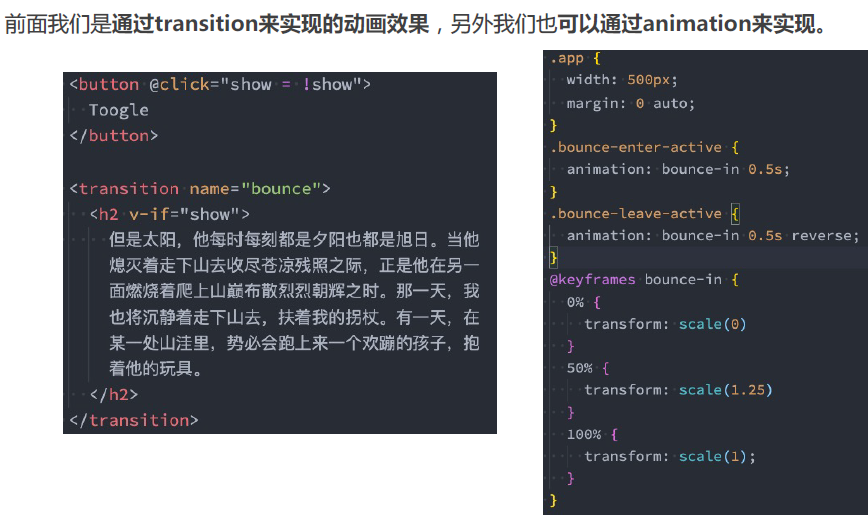 前面我们是通过transition来实现的动画效果，另外我们也可以通过animation来实现。
<button @click="show = !show">
Toogle
</button>
<transition name="bounce">
<h2 v-if="show">
但是太阳，他每时每刻都是夕阳也都是旭日。当他
熄灭着走下山去收尽苍凉残照之际，正是他在另一
面燃烧着爬上山巅布散烈烈朝辉之时。那一天，我
也将沉静着走下山去，扶着我的拐杖。有一天，在
某一处山洼里，势必会跑上来一个欢蹦的孩子，抱
着他的玩具。
</h2>
</transition>
.app {
width: 500px;
margin: 0 auto;
}
.bounce-enter-active {
animation: bounce-in 0.5s;
}
.bounce-leave-active {
animation: bounce-in 0.5s reverse;
}
@keyframes bounce-in {
0% {
transform: scale(0)
}
50% {
transform: scale(1.25)
}
100% {
transform: scale(1);
}
}